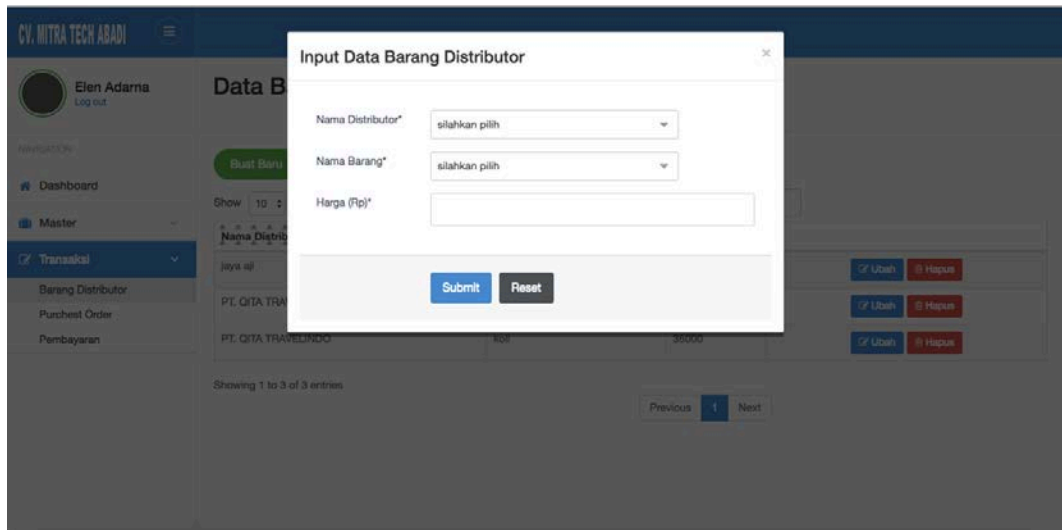 CV. MITRA TECH ABADI
Elen Adarna
Log out
NAVIGATION
Dashboard
Master
Transaksi
Barang Distributor
Purchest Order
Pembayaran
Data B
Buat Baru
Show 10
Input Data Barang Distributor
×
Nama Distributor*
silahkan pilih
Nama Barang*
silahkan pilih
Harga (Rp)*
Submit Reset
Nama Distrib
jaya aji Ubah Hapus
PT. QITA TRA Ubah Hapus
PT. QITA TRAVELINDO 36000 Ubah Hapus
Showing 1 to 3 of 3 entries
Previous 1 Next